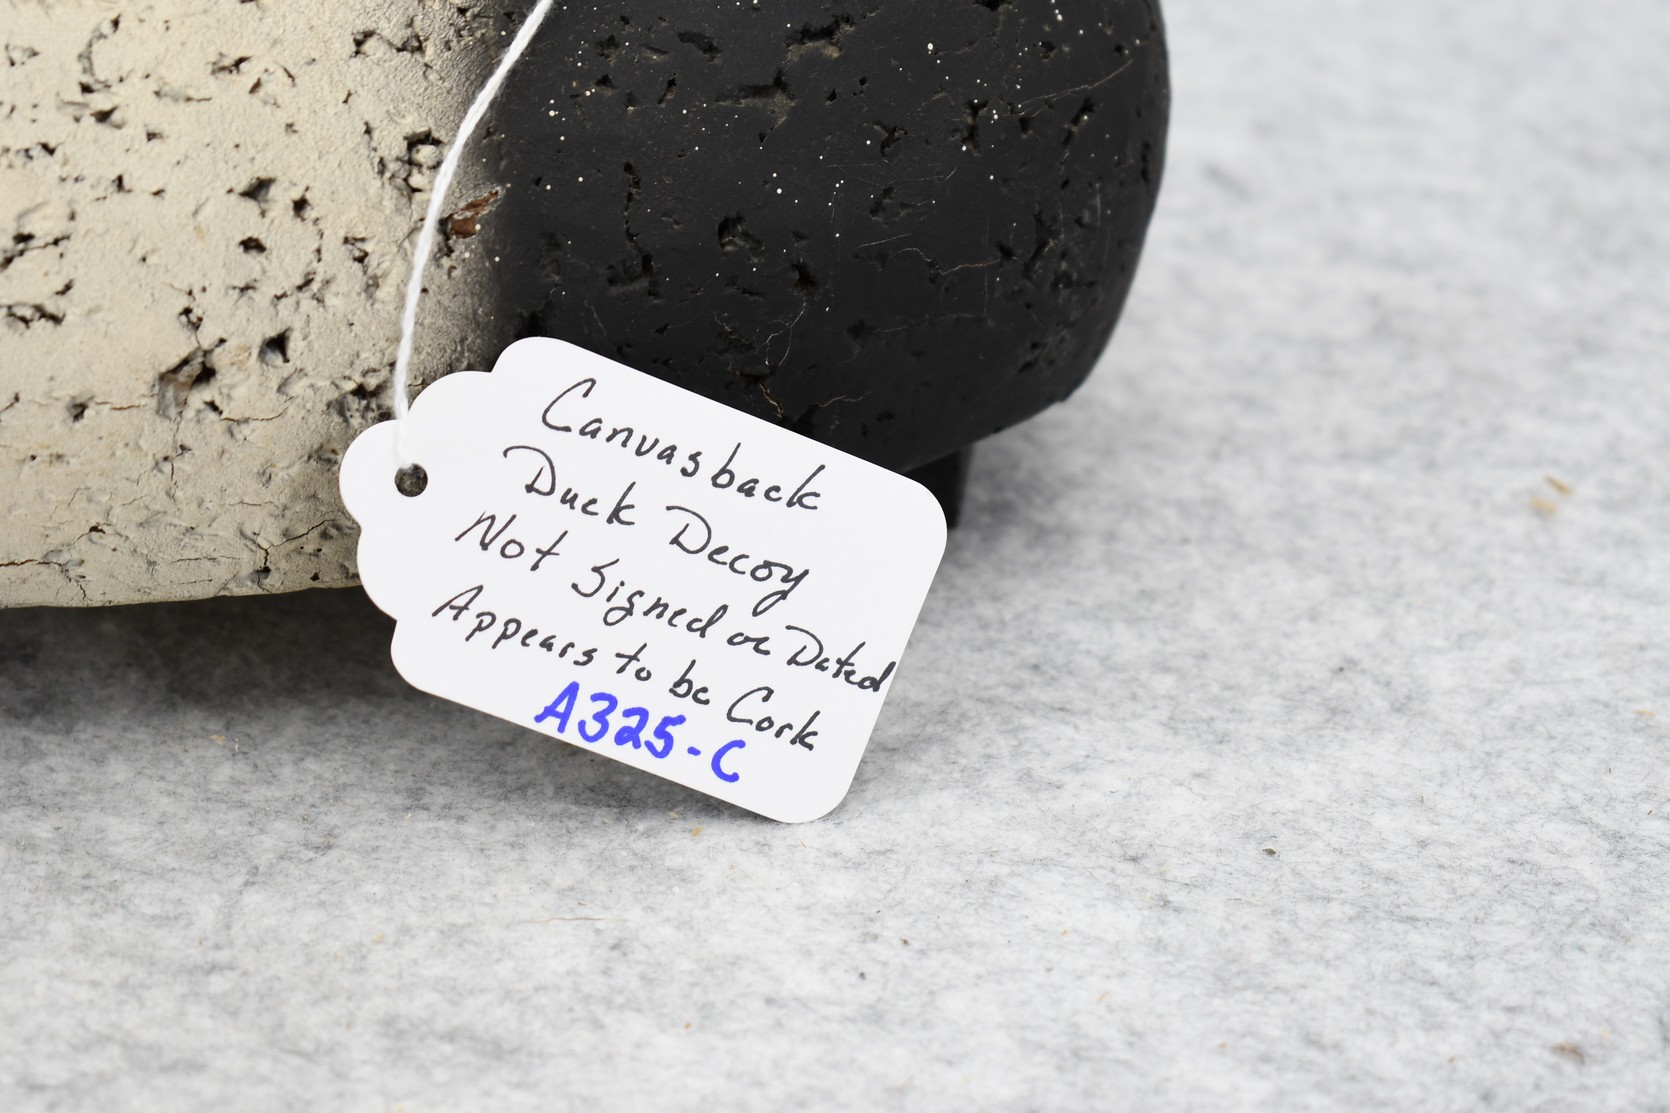 Canvasback
Duck Decoy
Not Signed or Dated
Appears to be Cork
A325-C